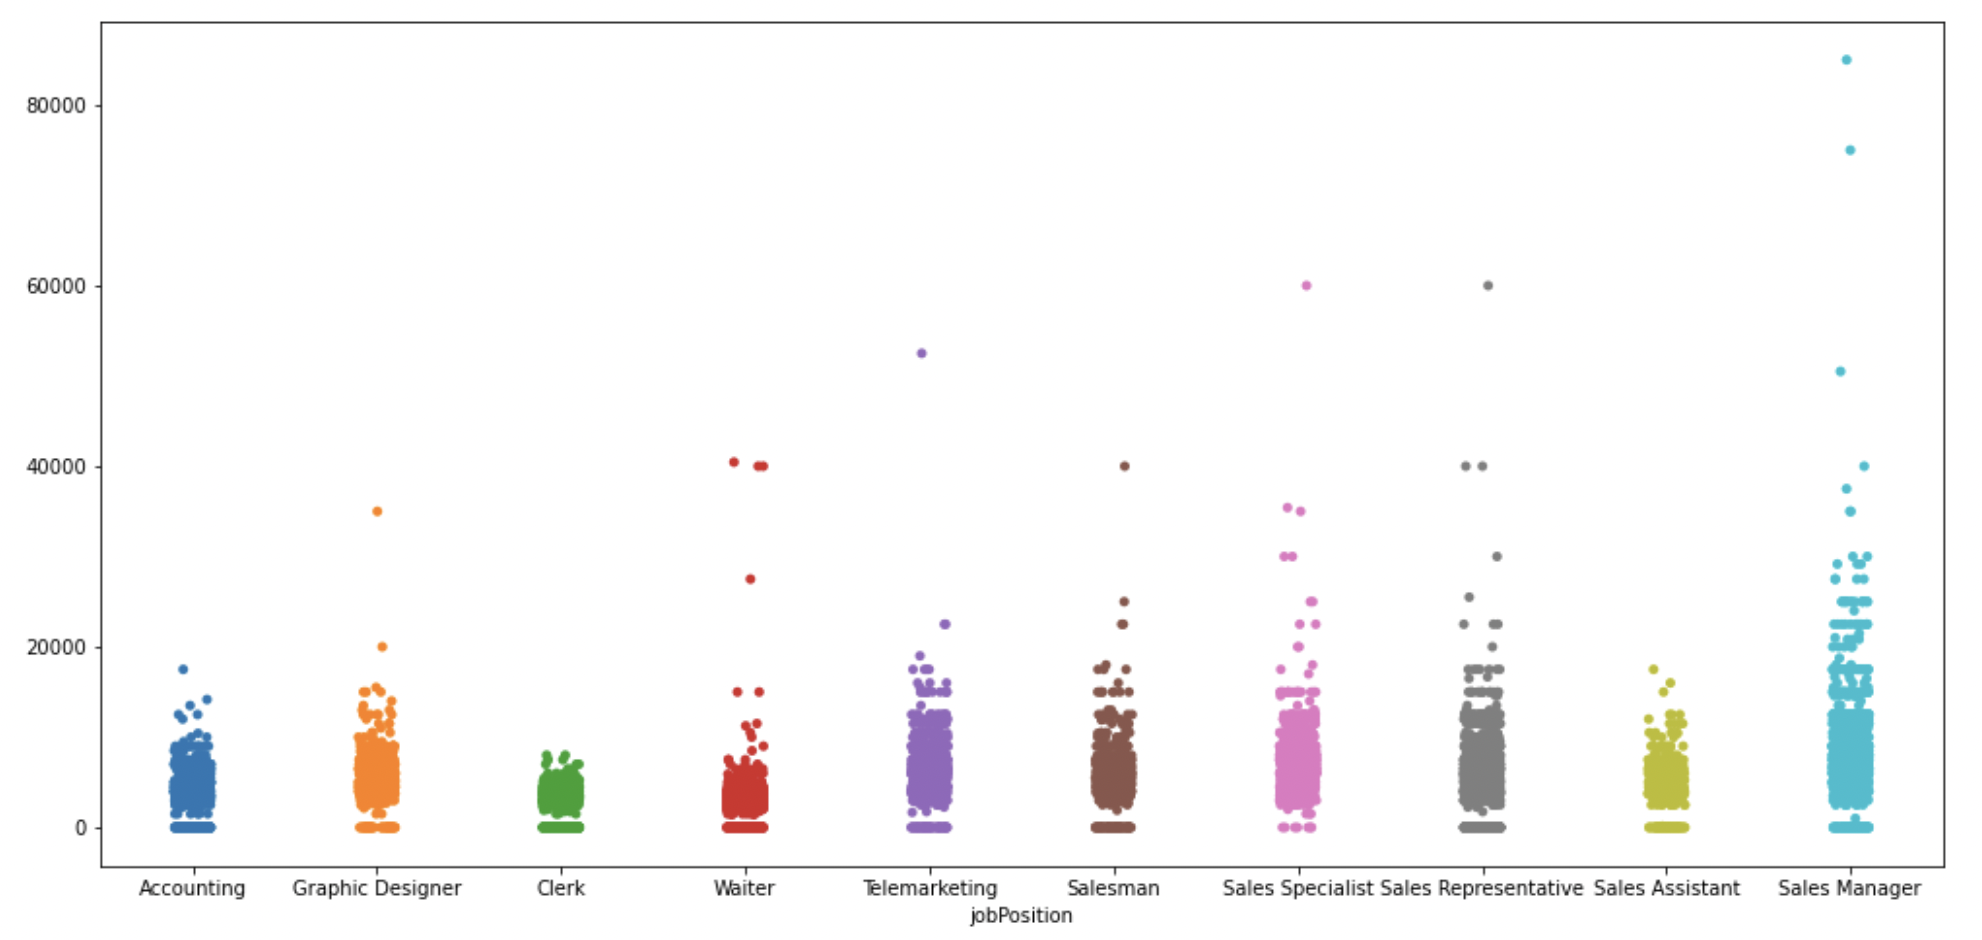 80000
60000
40000
20000
0
Accounting Graphic Designer Clerk Waiter Telemarketing Salesman Sales Specialist Sales Representative Sales Assistant Sales Manager
jobPosition